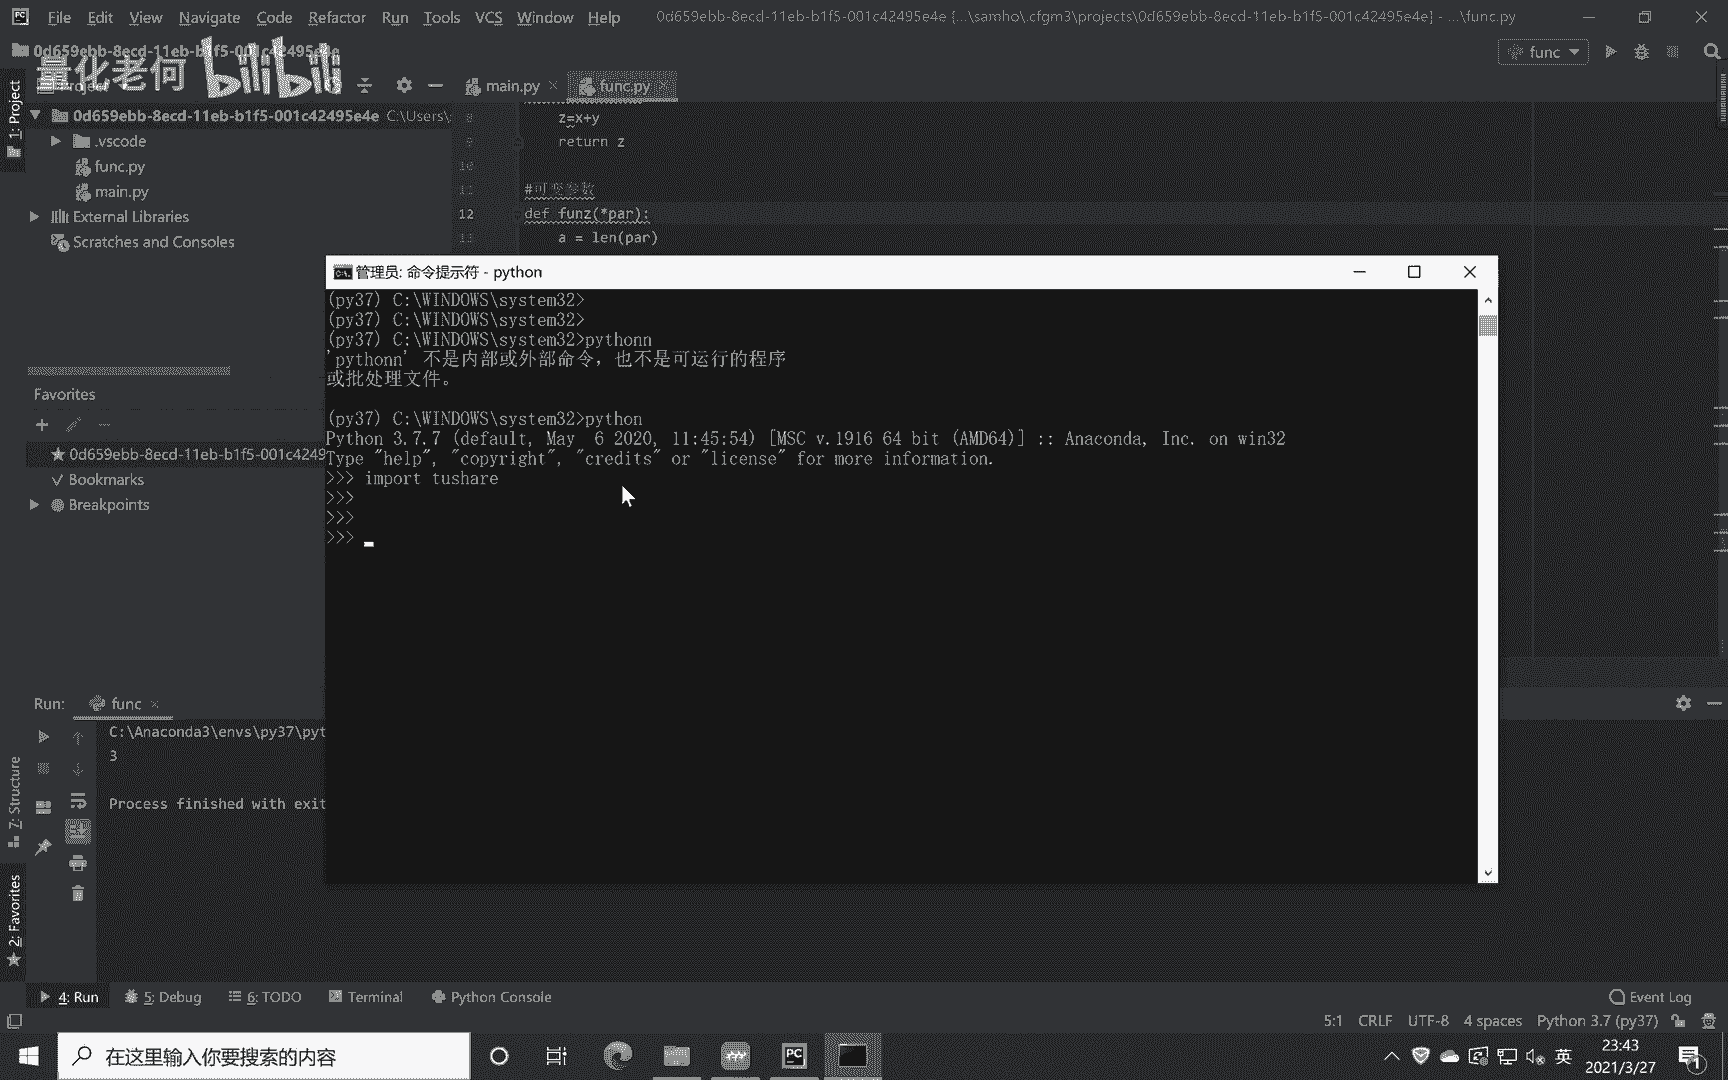 File Edit View Navigate Code Refactor Run Tools VCS Window Help 0d659ebb-8ecd-11eb-b1f5-001c42495e4e {...\samho\.cfgm3\projects\0d659ebb-8ecd-11eb-b1f5-001c42495e4e] - ...\func.py
0d659ebb-8ecd-11eb-b1f5-001c42495e4e
func
量化老何 bilibili
Project
main.py
func.py
1: Project
0d659ebb-8ecd-11eb-b1f5-001c42495e4e C:\Users\
.vscode
func.py
main.py
External Libraries
Scratches and Consoles
8 z=x+y
9 return z
10
11 #可变参数
12 def funz(*par):
13 a = len(par)
管理员: 命令提示符 - python
(py37) C:\WINDOWS\system32>
(py37) C:\WINDOWS\system32>
(py37) C:\WINDOWS\system32>pythonn
'pythonn' 不是内部或外部命令，也不是可运行的程序
或批处理文件。
(py37) C:\WINDOWS\system32>python
Python 3.7.7 (default, May  6 2020, 11:45:54) [MSC v.1916 64 bit (AMD64)] :: Anaconda, Inc. on win32
Type "help", "copyright", "credits" or "license" for more information.
>>> import tushare
>>>
>>>
>>>
Favorites
0d659ebb-8ecd-11eb-b1f5-001c4249
Bookmarks
Breakpoints
Run: func
C:\Anaconda3\envs\py37\pyt
3
Process finished with exit
7: Structure
2: Favorites
4: Run 5: Debug 6: TODO Terminal Python Console Event Log
5:1 CRLF UTF-8 4 spaces Python 3.7 (py37)
在这里输入你要搜索的内容
英
23:43
2021/3/27
1